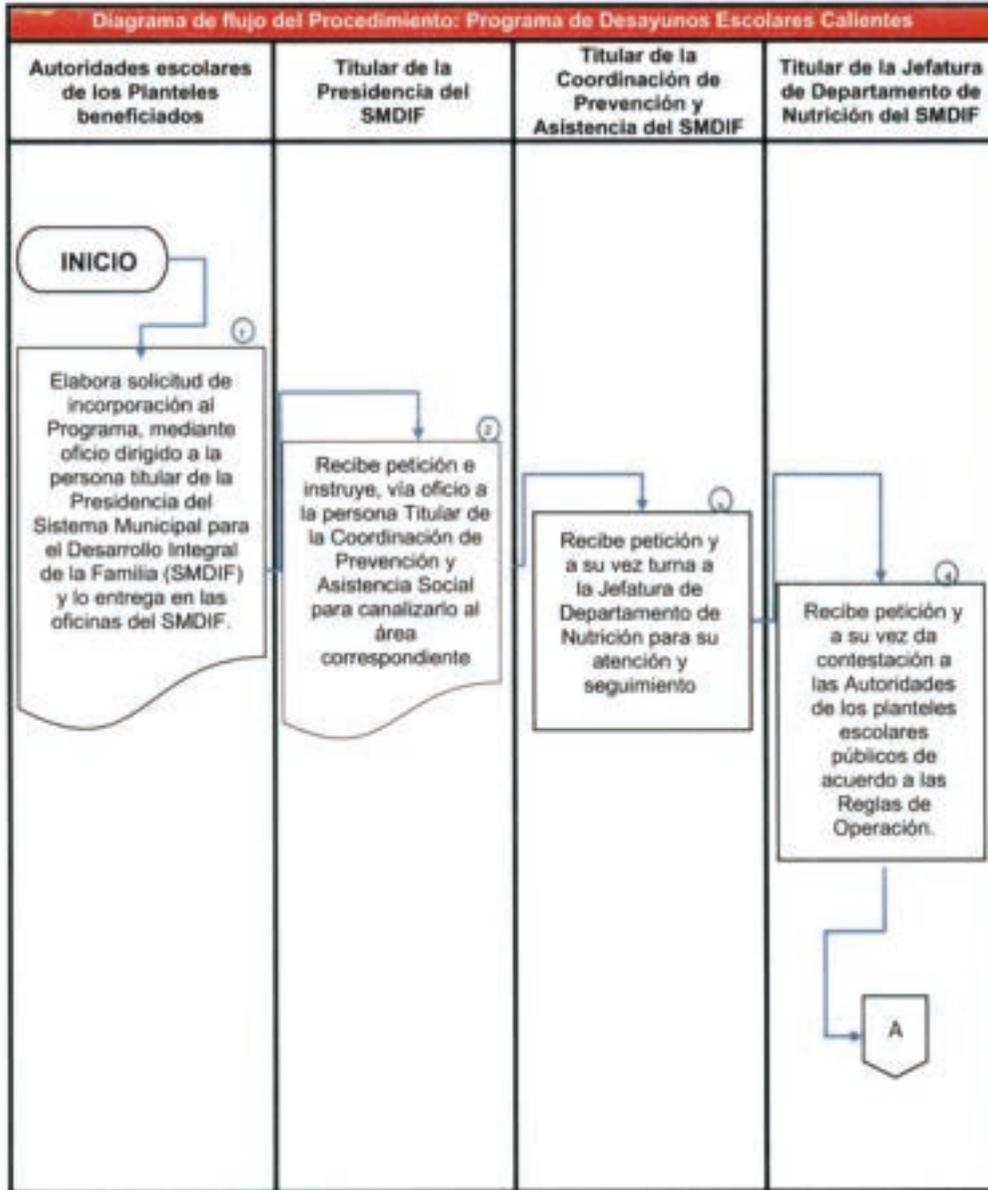 Diagrama de flujo del Procedimiento: Programa de Desayunos Escolares Calientes
Autoridades escolares
de los Planteles
beneficiados
Titular de la
Presidencia del
SMDIF
Titular de la
Coordinación de
Prevención y
Asistencia del SMDIF
Titular de la Jefatura
de Departamento de
Nutrición del SMDIF
INICIO
1
Elabora solicitud de
incorporación al
Programa, mediante
oficio dirigido a la
persona titular de la
Presidencia del
Sistema Municipal para
el Desarrollo Integral
de la Familia (SMDIF)
y lo entrega en las
oficinas del SMDIF.
2
Recibe petición e
instruye, vía oficio a
la persona Titular de
la Coordinación de
Prevención y
Asistencia Social
para canalizarlo al
área
correspondiente
Recibe petición y
a su vez turna a
la Jefatura de
Departamento de
Nutrición para su
atención y
seguimiento
4
Recibe petición y
a su vez da
contestación a
las Autoridades
de los planteles
escolares
públicos de
acuerdo a las
Reglas de
Operación.
A